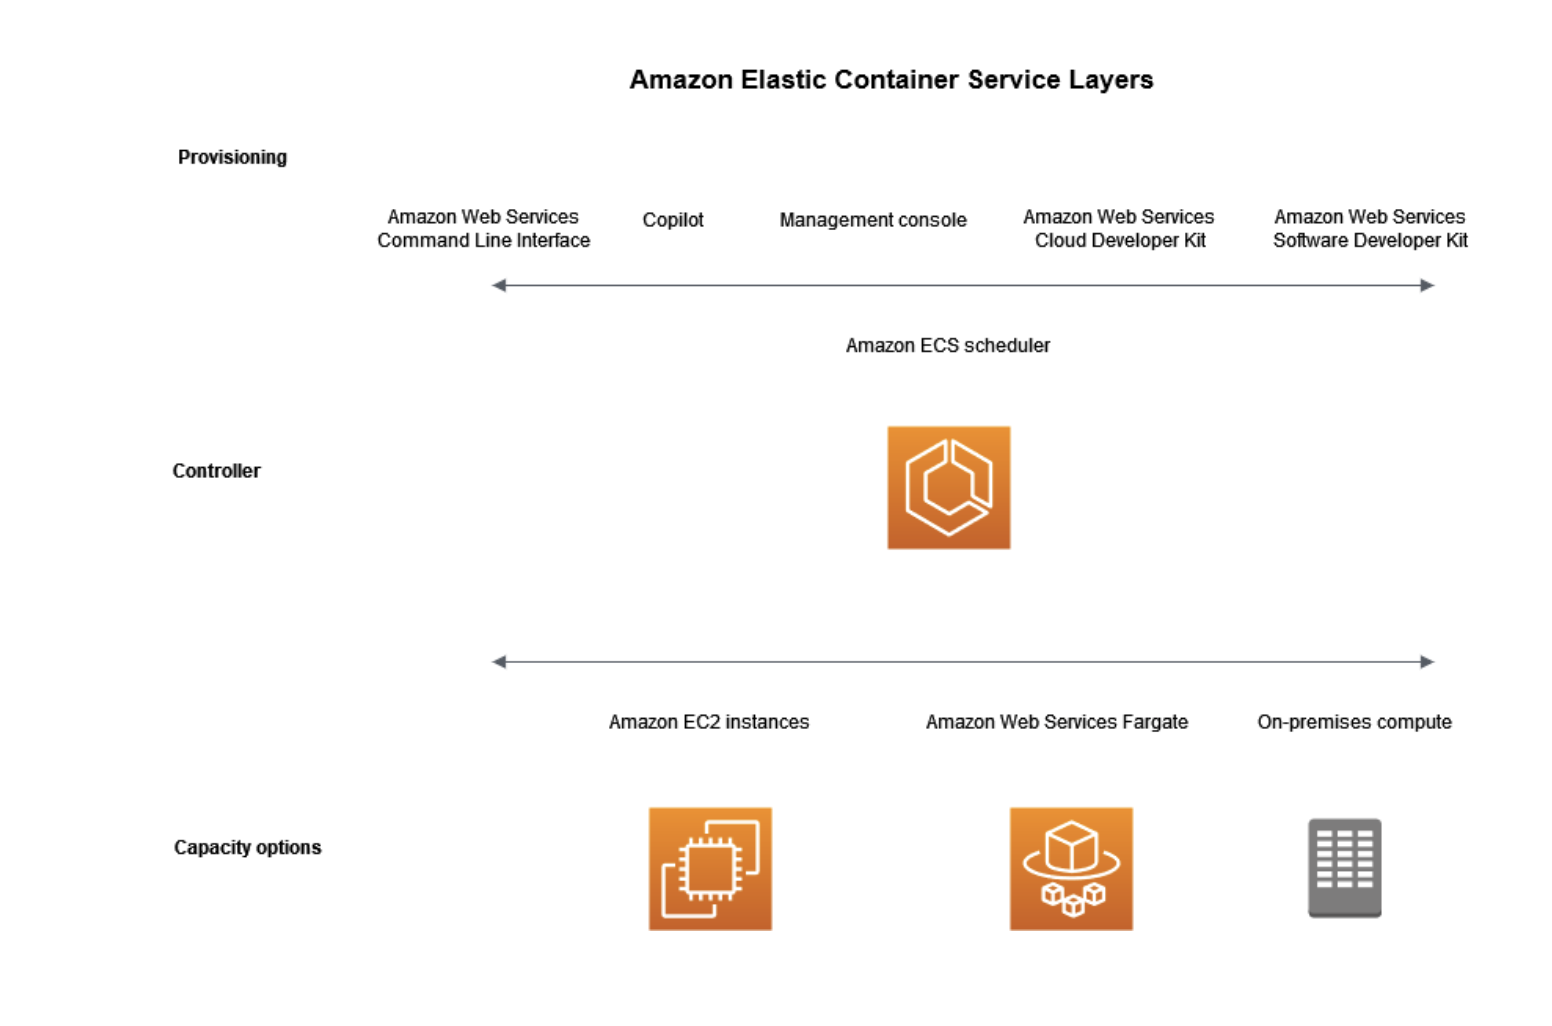 Amazon Elastic Container Service Layers
Provisioning
Amazon Web Services
Command Line Interface
Copilot
Management console
Amazon Web Services
Cloud Developer Kit
Amazon Web Services
Software Developer Kit
Amazon ECS scheduler
Controller
Amazon EC2 instances
Amazon Web Services Fargate
On-premises compute
Capacity options